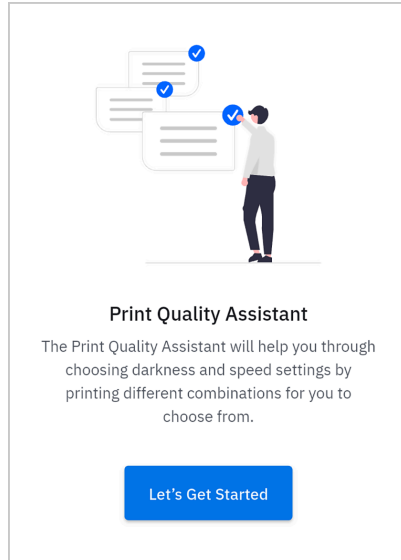 Print Quality Assistant
The Print Quality Assistant will help you through
choosing darkness and speed settings by
printing different combinations for you to
choose from.
Let's Get Started